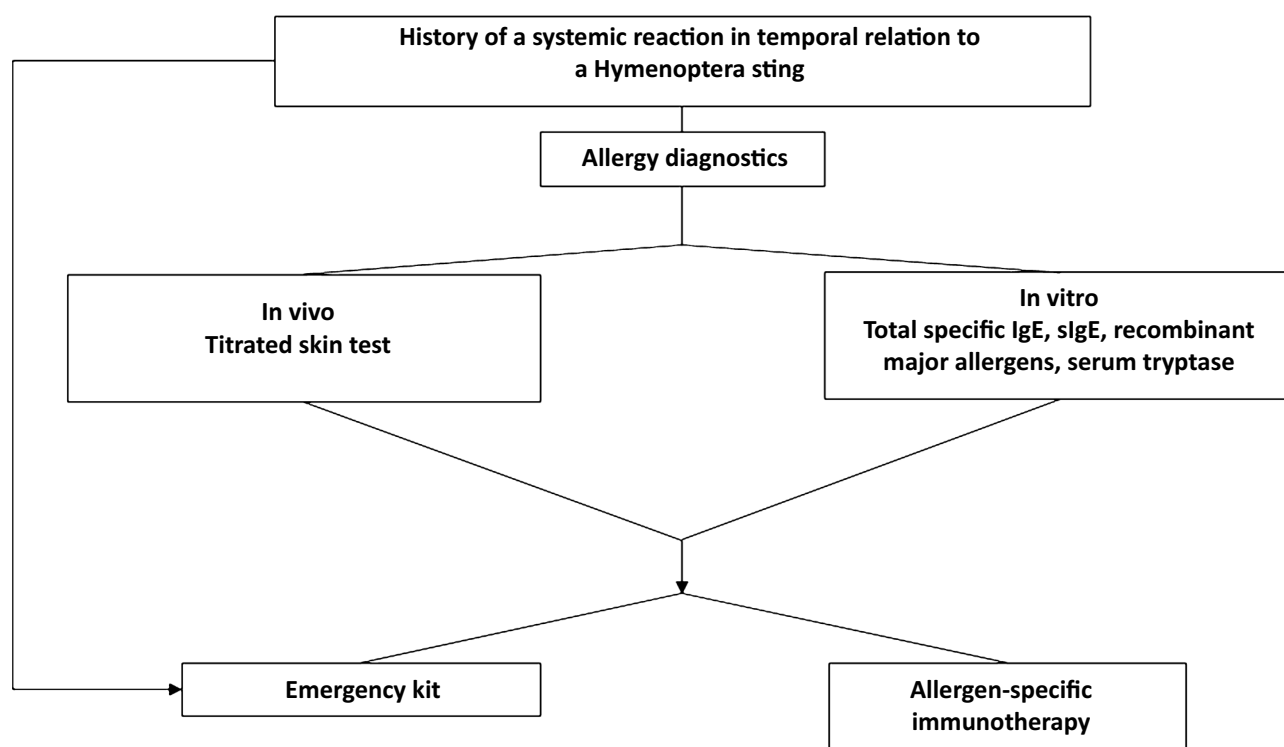 History of a systemic reaction in temporal relation to
a Hymenoptera sting
Allergy diagnostics
In vivo
Titrated skin test
In vitro
Total specific IgE, sIgE, recombinant
major allergens, serum tryptase
Emergency kit
Allergen-specific
immunotherapy